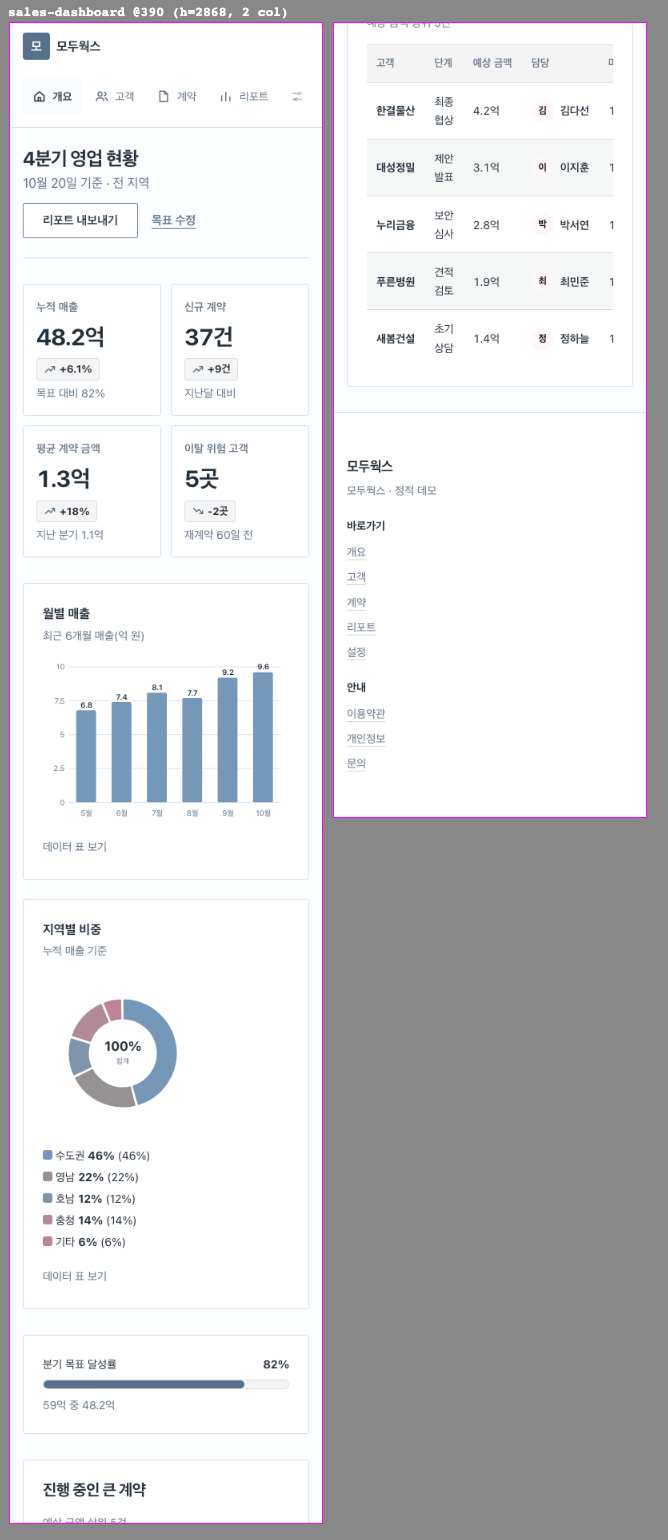 sales-dashboard @390 (h=2868, 2 col)
모 모두웍스
개요 고객 계약 리포트
4분기 영업 현황
10월 20일 기준 · 전 지역
리포트 내보내기 목표 수정
누적 매출
48.2억
+6.1%
목표 대비 82%
신규 계약
37건
+9건
지난달 대비
평균 계약 금액
1.3억
+18%
지난 분기 1.1억
이탈 위험 고객
5곳
-2곳
재계약 60일 전
월별 매출
최근 6개월 매출(억 원)
10
7.5
5
2.5
0
6.8 7.4 8.1 7.7 9.2 9.6
5월 6월 7월 8월 9월 10월
데이터 표 보기
지역별 비중
누적 매출 기준
100%
합계
수도권 46% (46%)
영남 22% (22%)
호남 12% (12%)
충청 14% (14%)
기타 6% (6%)
데이터 표 보기
분기 목표 달성률 82%
59억 중 48.2억
진행 중인 큰 계약
예상 금액 상위 5건
고객 단계 예상 금액 담당
한결물산 최종 협상 4.2억 김 김다선
대성정밀 제안 발표 3.1억 이 이지훈
누리금융 보안 심사 2.8억 박 박서연
푸른병원 견적 검토 1.9억 최 최민준
새봄건설 초기 상담 1.4억 정 정하늘
모두웍스
모두웍스 · 정적 데모
바로가기
개요
고객
계약
리포트
설정
안내
이용약관
개인정보
문의